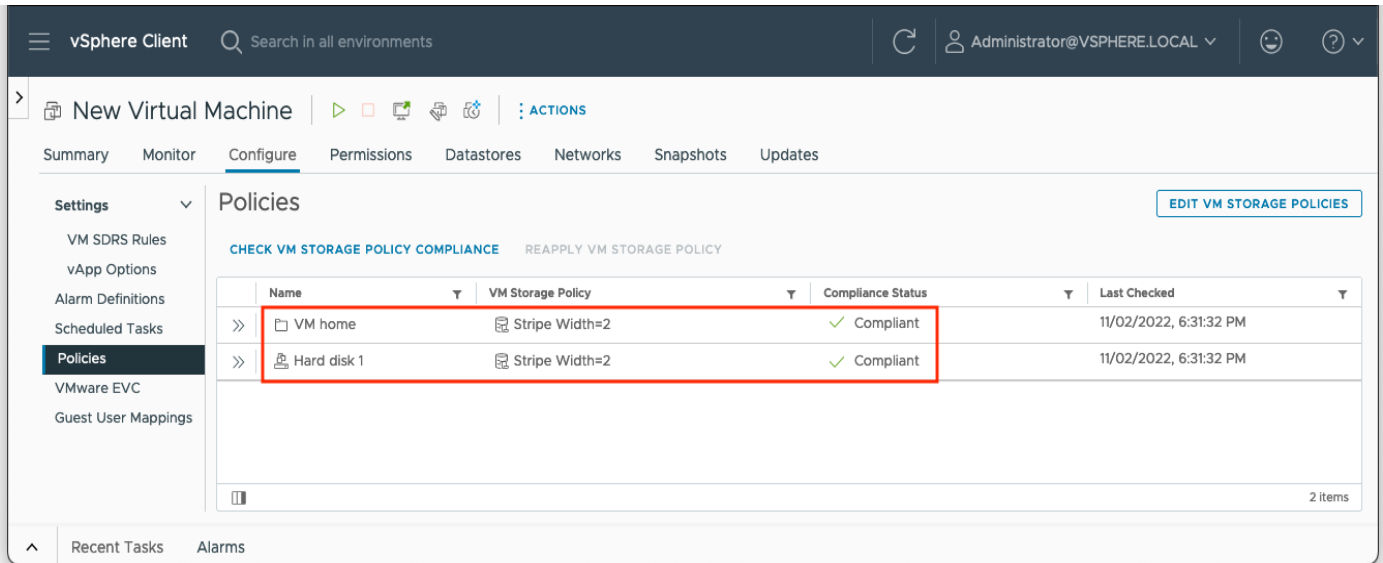 vSphere Client Search in all environments Administrator@VSPHERE.LOCAL
New Virtual Machine ACTIONS
Summary Monitor Configure Permissions Datastores Networks Snapshots Updates
Settings
VM SDRS Rules
vApp Options
Alarm Definitions
Scheduled Tasks
Policies
VMware EVC
Guest User Mappings
Policies EDIT VM STORAGE POLICIES
CHECK VM STORAGE POLICY COMPLIANCE REAPPLY VM STORAGE POLICY
Name VM Storage Policy Compliance Status Last Checked
VM home Stripe Width=2 Compliant 11/02/2022, 6:31:32 PM
Hard disk 1 Stripe Width=2 Compliant 11/02/2022, 6:31:32 PM
2 items
Recent Tasks Alarms